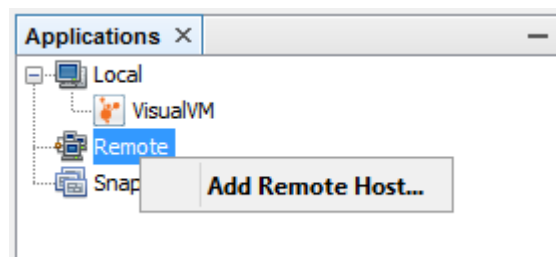 Applications
Local
VisualVM
Remote
Snap
Add Remote Host...